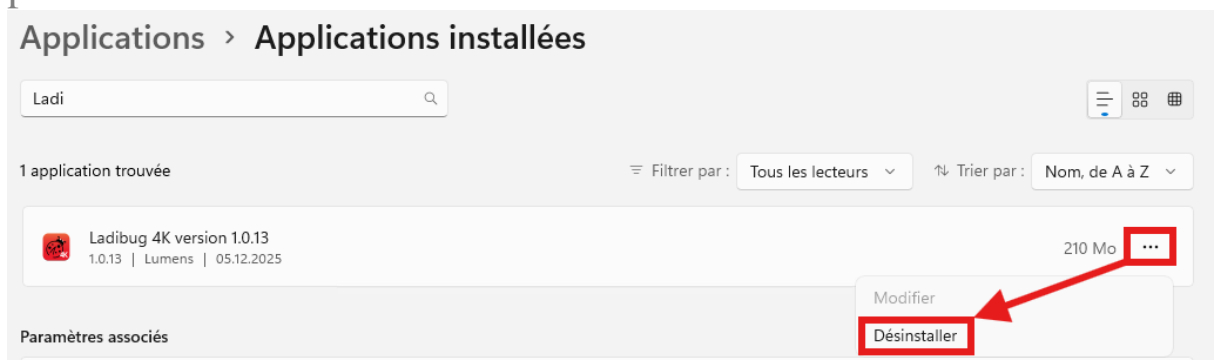 Applications > Applications installées
Ladi
1 application trouvée
Filtrer par : Tous les lecteurs
Trier par : Nom, de A à Z
Ladibug 4K version 1.0.13
1.0.13 | Lumens | 05.12.2025
210 Mo ...
Modifier
Désinstaller
Paramètres associés